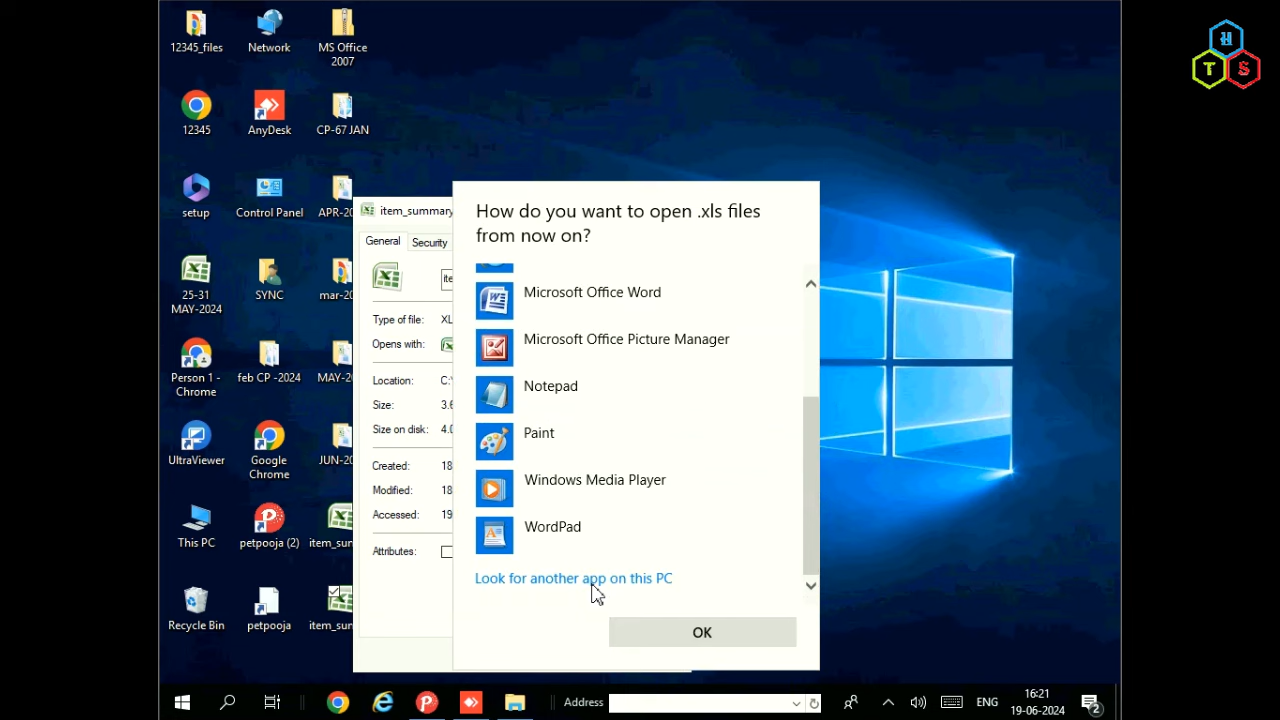 H
T S
12345_files
Network
MS Office
2007
12345
AnyDesk
CP-67 JAN
setup
Control Panel
APR-20
25-31
MAY-2024
SYNC
mar-20
Person 1 -
Chrome
feb CP -2024
MAY-2
UltraViewer
Google
Chrome
JUN-20
This PC
petpooja (2)
item_sum
Recycle Bin
petpooja
item_sum
item_summary
General
Security
ite
Type of file:
XL
Opens with:
Location:
C:\
Size:
3.6
Size on disk:
4.0
Created:
18
Modified:
18
Accessed:
19
Attributes:
How do you want to open .xls files
from now on?
Microsoft Office Word
Microsoft Office Picture Manager
Notepad
Paint
Windows Media Player
WordPad
Look for another app on this PC
OK
Address
ENG
16:21
19-06-2024
2